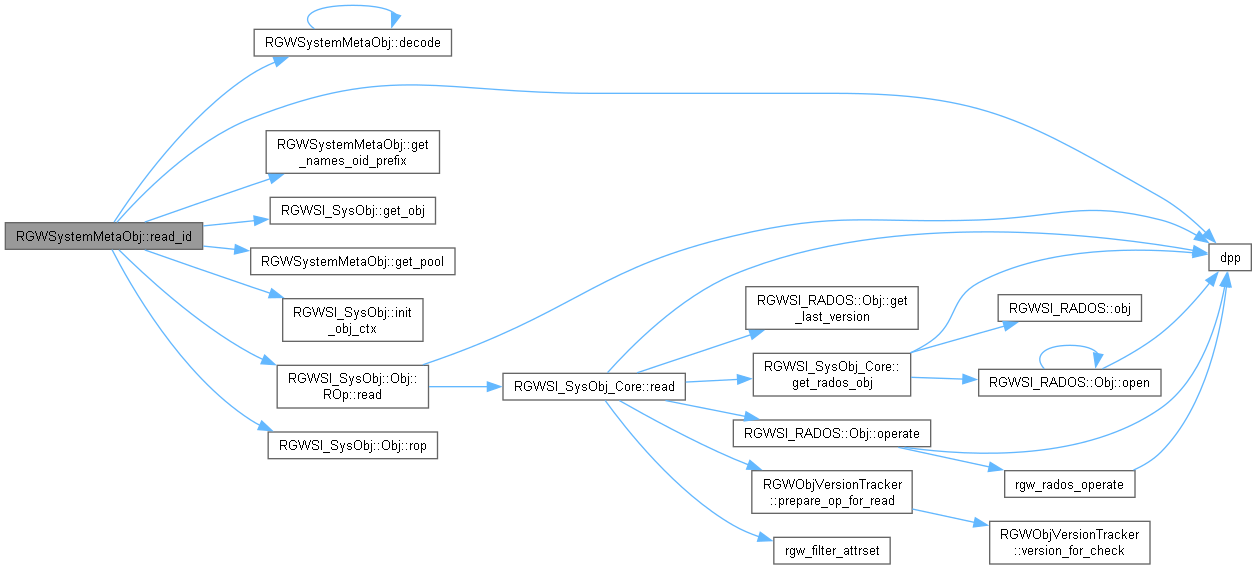 RGWSystemMetaObj::decode
RGWSystemMetaObj::get
_names_oid_prefix
RGWSI_SysObj::get_obj
RGWSystemMetaObj::read_id
RGWSystemMetaObj::get_pool
RGWSI_SysObj::init
_obj_ctx
RGWSI_SysObj::Obj::
ROp::read
RGWSI_SysObj::Obj::rop
RGWSI_SysObj_Core::read
RGWSI_RADOS::Obj::get
_last_version
RGWSI_SysObj_Core::
get_rados_obj
RGWSI_RADOS::Obj::operate
RGWObjVersionTracker
::prepare_op_for_read
rgw_filter_attrset
RGWSI_RADOS::obj
RGWSI_RADOS::Obj::open
rgw_rados_operate
RGWObjVersionTracker
::version_for_check
dpp